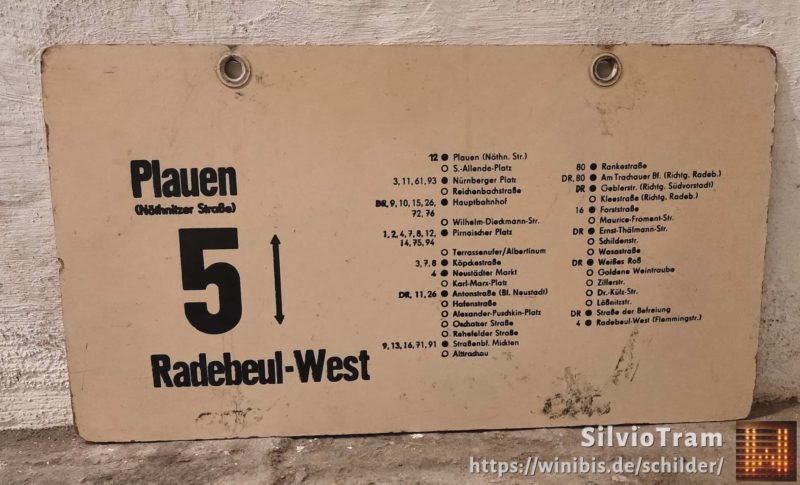 Plauen
(Nöthnitzer Straße)
5
Radebeul-West
12 Plauen (Nöthn. Str.)
S.-Allende-Platz
3, 11, 61, 93 Nürnberger Platz
Reichenbachstraße
DR, 9, 10, 15, 26, Hauptbahnhof
72, 76
Wilhelm-Dieckmann-Str.
1, 2, 4, 7, 8, 12, Pirnaischer Platz
14, 75, 94
Terrassenufer/Albertinum
3, 7, 8 Köpckestraße
4 Neustädter Markt
Karl-Marx-Platz
DR, 11, 26 Antonstraße (Bf. Neustadt)
Hafenstraße
Alexander-Puschkin-Platz
Oschatzer Straße
Rehefelder Straße
9, 13, 16, 71, 91 Straßenbf. Mickten
Alttrachau
80 Rankestraße
DR, 80 Am Trachauer Bf. (Richtg. Radeb.)
DR Geblerstr. (Richtg. Südvorstadt)
Kleestraße (Richtg. Radeb.)
16 Forststraße
Maurice-Froment-Str.
DR Ernst-Thälmann-Str.
Schildenstr.
Wasastraße
DR Weißes Roß
Goldene Weintraube
Zillerstr.
Dr.-Külz-Str.
Lößnitzstr.
DR Straße der Befreiung
4 Radebeul-West (Flemmingstr.)
SilvioTram
https://winibis.de/schilder/